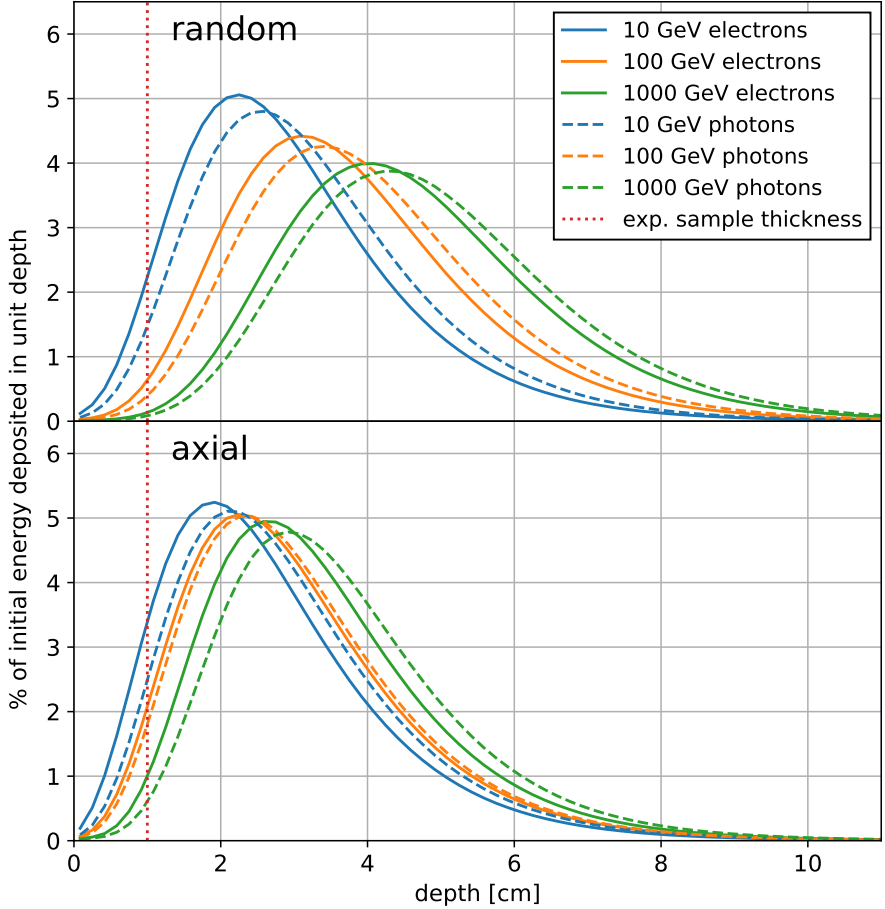 random
10 GeV electrons
100 GeV electrons
1000 GeV electrons
10 GeV photons
100 GeV photons
1000 GeV photons
exp. sample thickness
6
5
4
3
2
1
0
axial
6
5
4
3
2
1
0
0 2 4 6 8 10
depth [cm]
% of initial energy deposited in unit depth